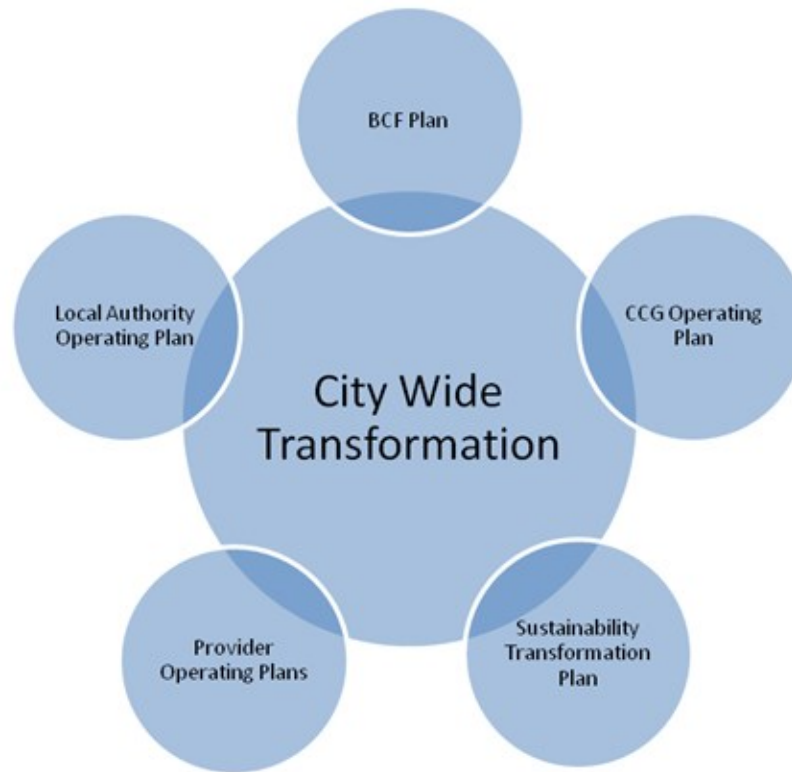 BCF Plan
Local Authority
Operating Plan
CCG Operating
Plan
City Wide
Transformation
Provider
Operating Plans
Sustainability
Transformation
Plan